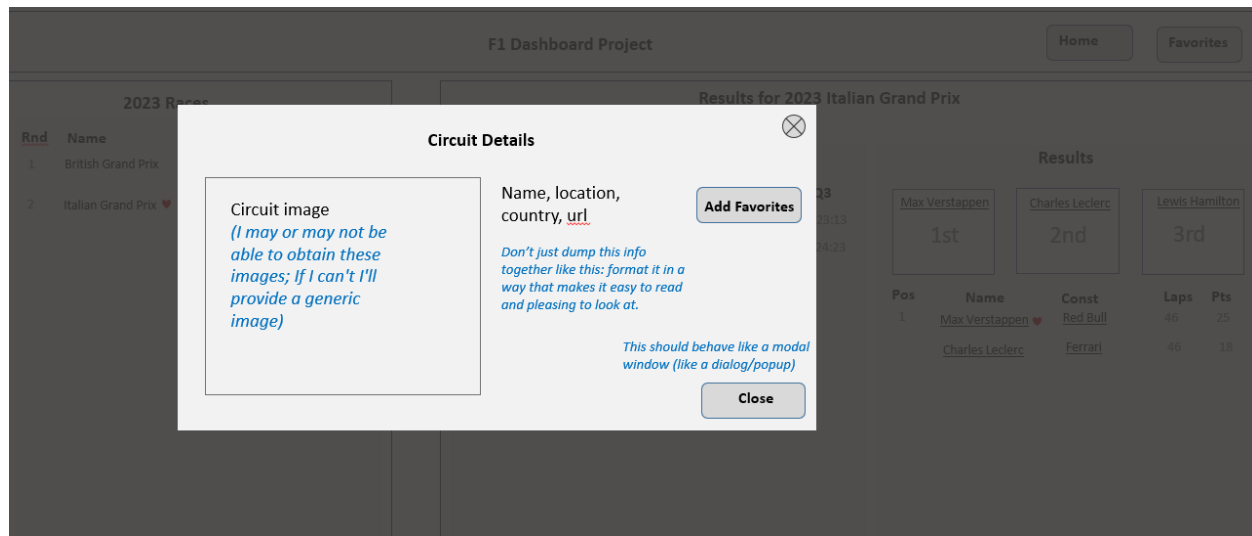 F1 Dashboard Project
Home
Favorites
2023 Races
Results for 2023 Italian Grand Prix
Rnd Name
1 British Grand Prix
2 Italian Grand Prix
Circuit Details
Circuit image
(I may or may not be
able to obtain these
images; If I can't I'll
provide a generic
image)
Name, location,
country, url
Add Favorites
Don't just dump this info
together like this: format it in a
way that makes it easy to read
and pleasing to look at.
This should behave like a modal
window (like a dialog/popup)
Close
Q3
23:13
24:23
Results
Max Verstappen
1st
Charles Leclerc
2nd
Lewis Hamilton
3rd
Pos Name Const Laps Pts
1 Max Verstappen Red Bull 46 25
Charles Leclerc Ferrari 46 18